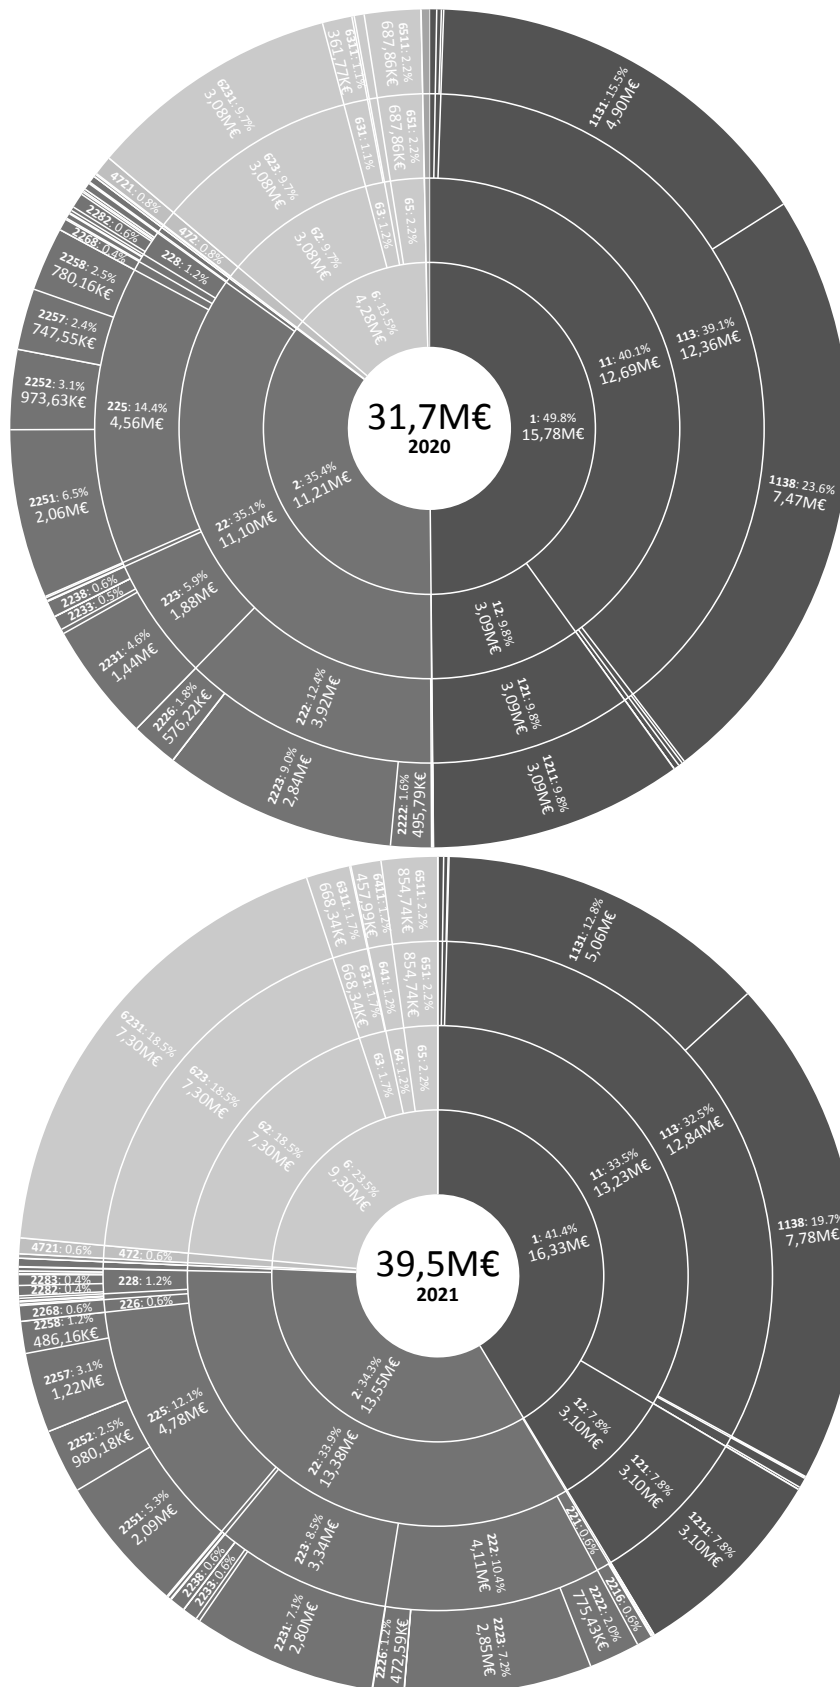 31,7M€
2020
1: 49.8%
15,78M€
11: 40.1%
12,69M€
113: 39.1%
12,36M€
1131: 15.5%
4,90M€
1138: 23.6%
7,47M€
12: 9.8%
3,09M€
121: 9.8%
3,09M€
1211: 9.8%
3,09M€
2: 35.4%
11,21M€
22: 35.1%
11,10M€
222: 12.4%
3,92M€
2222: 1.6%
495,79K€
2223: 9.0%
2,84M€
2226: 1.8%
576,22K€
223: 5.9%
1,88M€
2231: 4.6%
1,44M€
2233: 0.5%
2238: 0.6%
225: 14.4%
4,56M€
2251: 6.5%
2,06M€
2252: 3.1%
973,63K€
2257: 2.4%
747,55K€
2258: 2.5%
780,16K€
2268: 0.4%
228: 1.2%
2282: 0.6%
472: 0.8%
4721: 0.8%
6: 13.5%
4,28M€
62: 9.7%
3,08M€
623: 9.7%
3,08M€
6231: 9.7%
3,08M€
63: 1.2%
631: 1.1%
6311: 1.1%
361,77K€
65: 2.2%
651: 2.2%
687,86K€
6511: 2.2%
687,86K€
39,5M€
2021
1: 41.4%
16,33M€
11: 33.5%
13,23M€
113: 32.5%
12,84M€
1131: 12.8%
5,06M€
1138: 19.7%
7,78M€
12: 7.8%
3,10M€
121: 7.8%
3,10M€
1211: 7.8%
3,10M€
2: 34.3%
13,55M€
22: 33.9%
13,38M€
221: 0.6%
2216: 0.6%
222: 10.4%
4,11M€
2222: 2.0%
775,43K€
2223: 7.2%
2,85M€
2226: 1.2%
472,59K€
223: 8.5%
3,34M€
2231: 7.1%
2,80M€
2233: 0.6%
2238: 0.6%
225: 12.1%
4,78M€
2251: 5.3%
2,09M€
2252: 2.5%
980,18K€
2257: 3.1%
1,22M€
2258: 1.2%
486,16K€
226: 0.6%
2268: 0.6%
228: 1.2%
2282: 0.4%
2283: 0.4%
472: 0.6%
4721: 0.6%
6: 23.5%
9,30M€
62: 18.5%
7,30M€
623: 18.5%
7,30M€
6231: 18.5%
7,30M€
63: 1.7%
631: 1.7%
668,34K€
6311: 1.7%
668,34K€
64: 1.2%
641: 1.2%
6411: 1.2%
457,99K€
65: 2.2%
651: 2.2%
854,74K€
6511: 2.2%
854,74K€